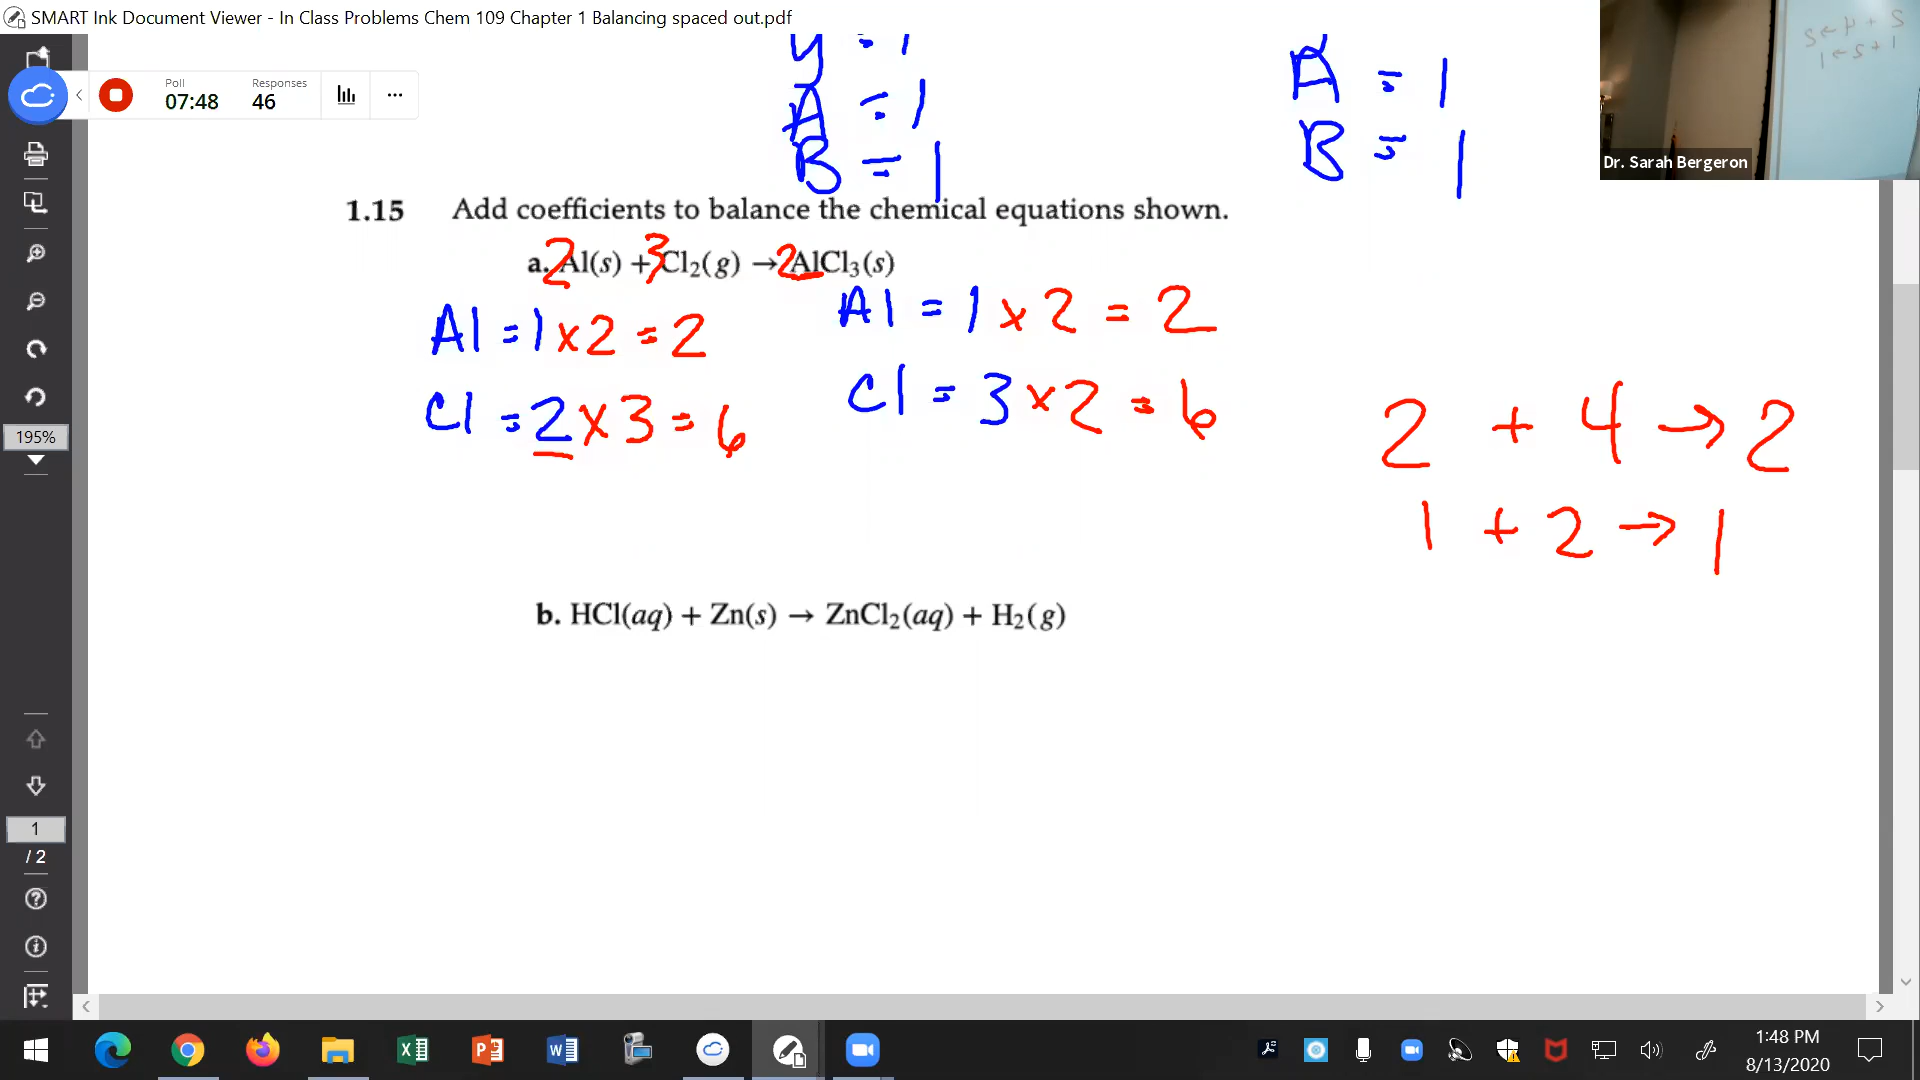 SMART Ink Document Viewer - In Class Problems Chem 109 Chapter 1 Balancing spaced out.pdf
Poll
07:48
Responses
46
y = 1
A = 1
B = 1
A = 1
B = 1
Dr. Sarah Bergeron
1.15 Add coefficients to balance the chemical equations shown.
a. 2 Al(s) + 3 Cl₂(g) → 2 AlCl₃(s)
Al = 1 x 2 = 2
Cl = 2 x 3 = 6
Al = 1 x 2 = 2
Cl = 3 x 2 = 6
2 + 4 → 2
1 + 2 → 1
b. HCl(aq) + Zn(s) → ZnCl₂(aq) + H₂(g)
195%
1
/ 2
1:48 PM
8/13/2020